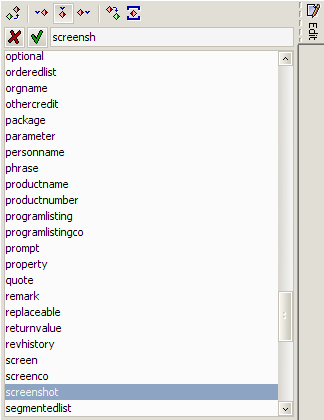 screensh
Edit
optional
orderedlist
orgname
othercredit
package
parameter
personname
phrase
productname
productnumber
programlisting
programlistingco
prompt
property
quote
remark
replaceable
returnvalue
revhistory
screen
screenco
screenshot
segmentedlist